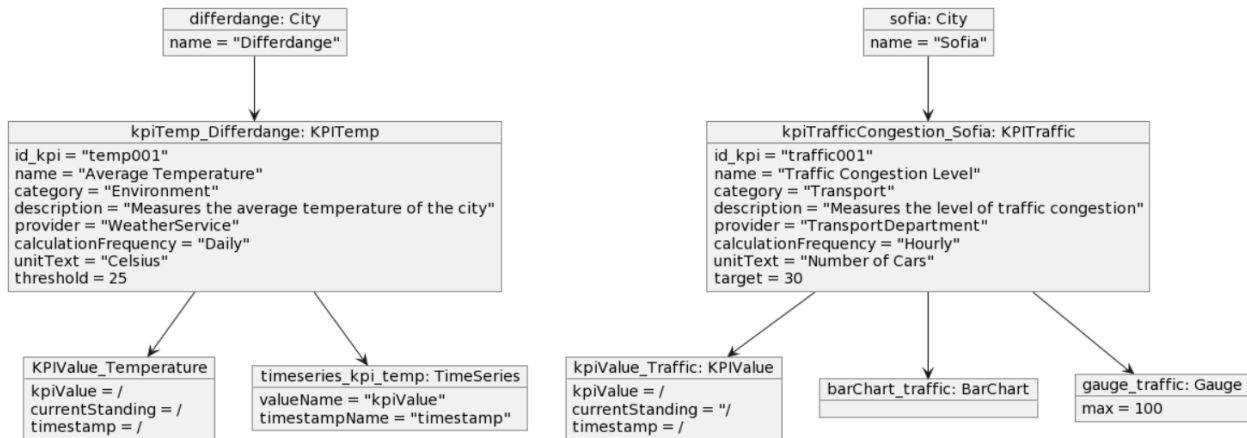 differdange: City
name = "Differdange"
sofia: City
name = "Sofia"
kpiTemp_Differdange: KPITemp
id_kpi = "temp001"
name = "Average Temperature"
category = "Environment"
description = "Measures the average temperature of the city"
provider = "WeatherService"
calculationFrequency = "Daily"
unitText = "Celsius"
threshold = 25
kpiTrafficCongestion_Sofia: KPITraffic
id_kpi = "traffic001"
name = "Traffic Congestion Level"
category = "Transport"
description = "Measures the level of traffic congestion"
provider = "TransportDepartment"
calculationFrequency = "Hourly"
unitText = "Number of Cars"
target = 30
KPIValue_Temperature
kpiValue = /
currentStanding = /
timestamp = /
timeseries_kpi_temp: TimeSeries
valueName = "kpiValue"
timestampName = "timestamp"
kpiValue_Traffic: KPIValue
kpiValue = /
currentStanding = "/
timestamp = /
barChart_traffic: BarChart
gauge_traffic: Gauge
max = 100